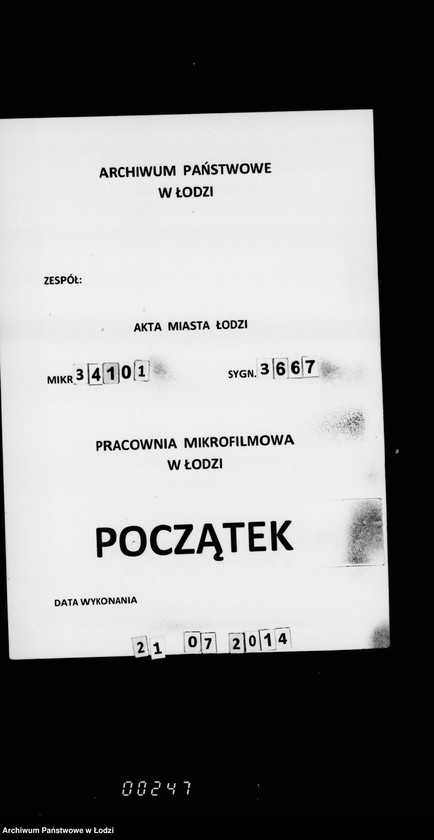 ARCHIWUM PAŃSTWOWE
W ŁODZI
ZESPÓŁ:
AKTA MIASTA ŁODZI
MIKR 34101 SYGN. 3667
PRACOWNIA MIKROFILMOWA
W ŁODZI
POCZĄTEK
DATA WYKONANIA
21 07 2014
00247
Archiwum Państwowe w Łodzi